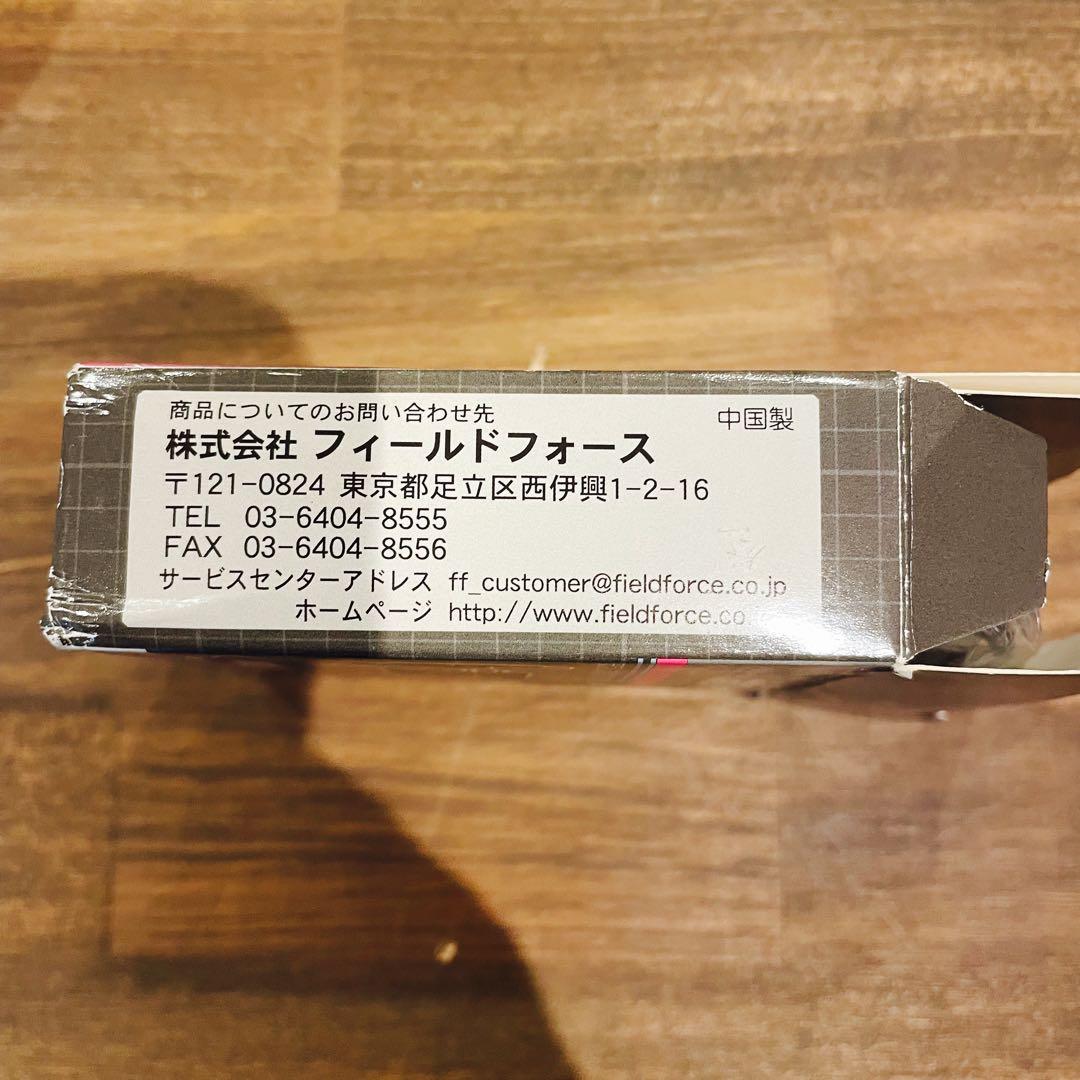 商品についてのお問い合わせ先
中国製
株式会社 フィールドフォース
〒121-0824 東京都足立区西伊興1-2-16
TEL 03-6404-8555
FAX 03-6404-8556
サービスセンターアドレス ff_customer@fieldforce.co.jp
ホームページ http://www.fieldforce.co